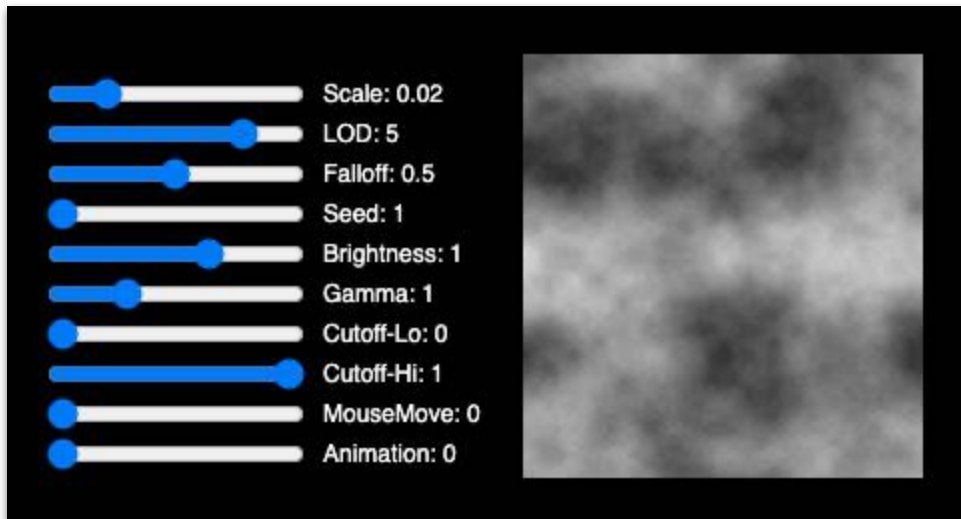 Scale: 0.02
LOD: 5
Falloff: 0.5
Seed: 1
Brightness: 1
Gamma: 1
Cutoff-Lo: 0
Cutoff-Hi: 1
MouseMove: 0
Animation: 0